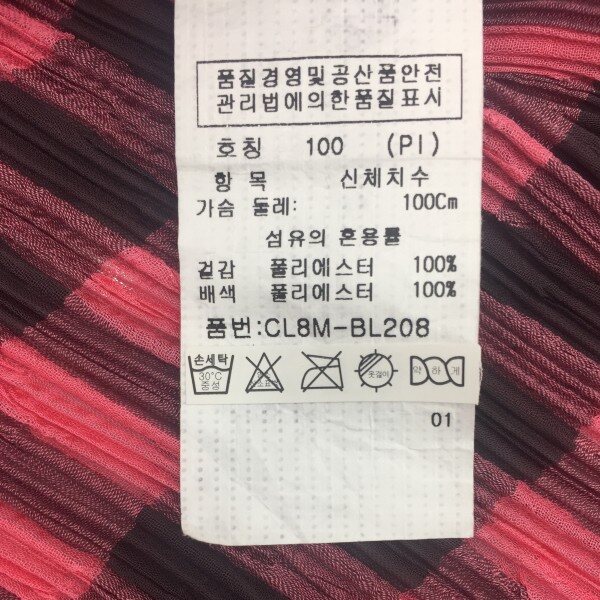 품질경영및공산품안전
관리법에의한품질표시
호칭 100 (PI)
항 목 신체치수
가슴 둘레: 100Cm
섬유의 혼용률
겉감 폴리에스터 100%
배색 폴리에스터 100%
품번:CL8M-BL208
손세탁 30°C 중성 옷걸이 약하게
01